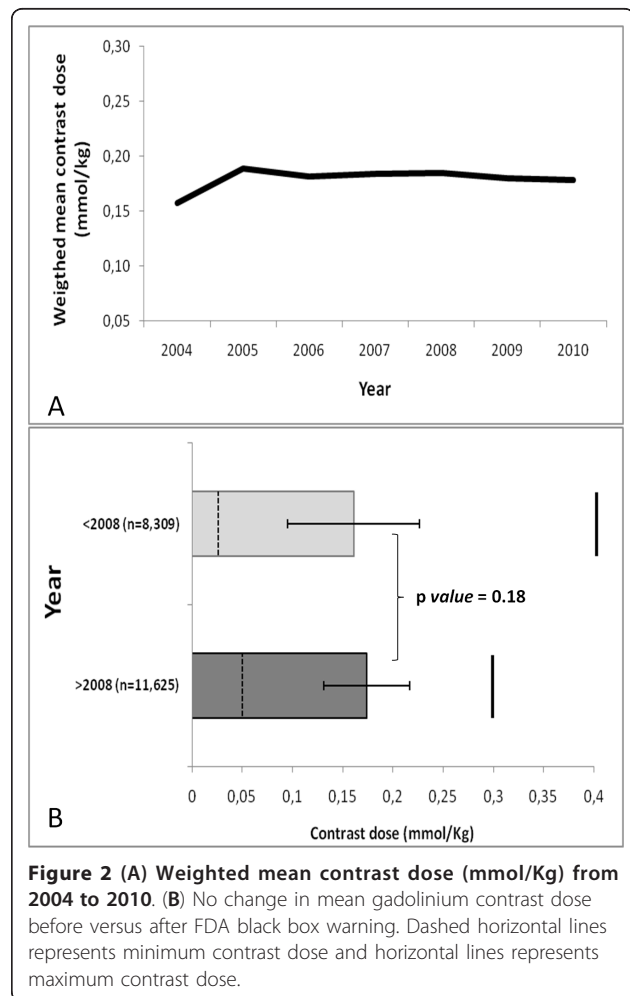 0,30
0,25
0,20
0,15
0,10
0,05
Weigthed mean contrast dose
(mmol/kg)
2004 2005 2006 2007 2008 2009 2010
Year
A
<2008 (n=8,309)
Year
p value = 0.18
>2008 (n=11,625)
0 0,05 0,1 0,15 0,2 0,25 0,3 0,35 0,4
Contrast dose (mmol/Kg)
B
Figure 2 (A) Weighted mean contrast dose (mmol/Kg) from
2004 to 2010. (B) No change in mean gadolinium contrast dose
before versus after FDA black box warning. Dashed horizontal lines
represents minimum contrast dose and horizontal lines represents
maximum contrast dose.